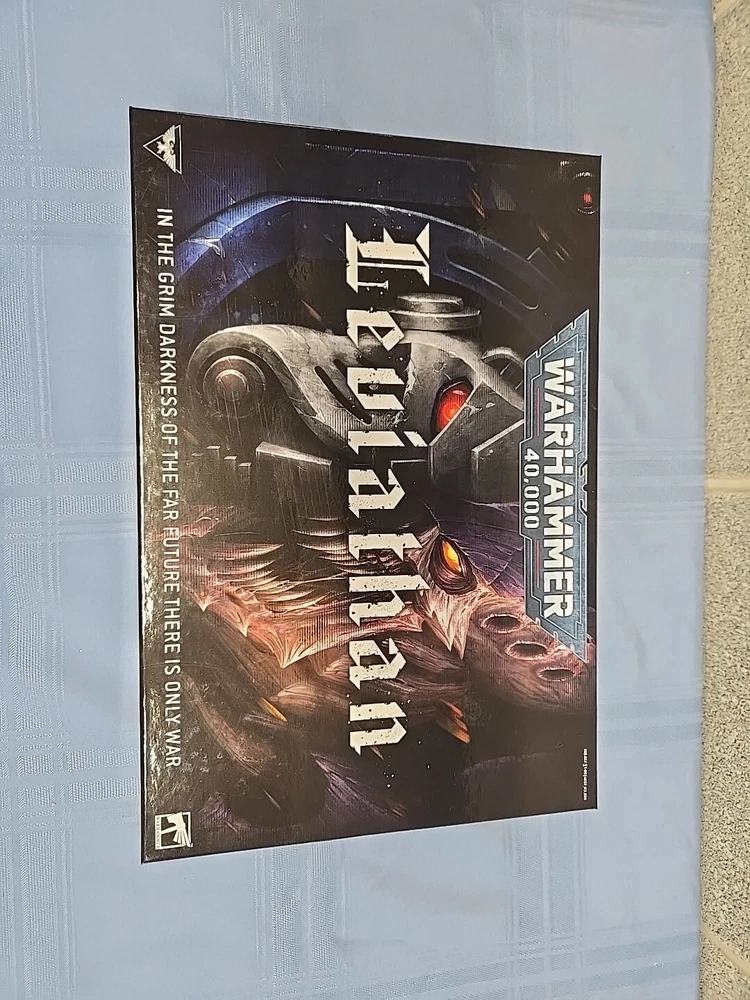 WARHAMMER
40,000
Leviathan
IN THE GRIM DARKNESS OF THE FAR FUTURE THERE IS ONLY WAR